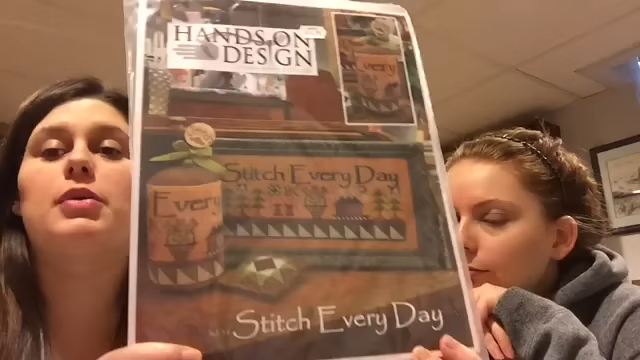 HANDS ON
DESIGN
Every
Stitch Every Day
Every
...Stitch Every Day